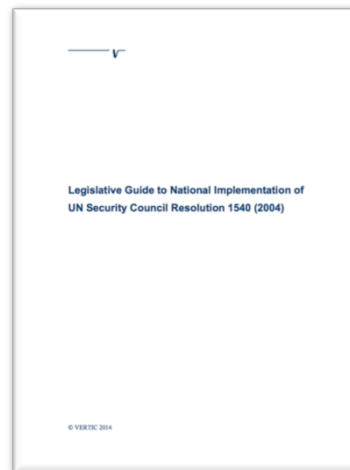 V
Legislative Guide to National Implementation of
UN Security Council Resolution 1540 (2004)
© VERTIC 2014